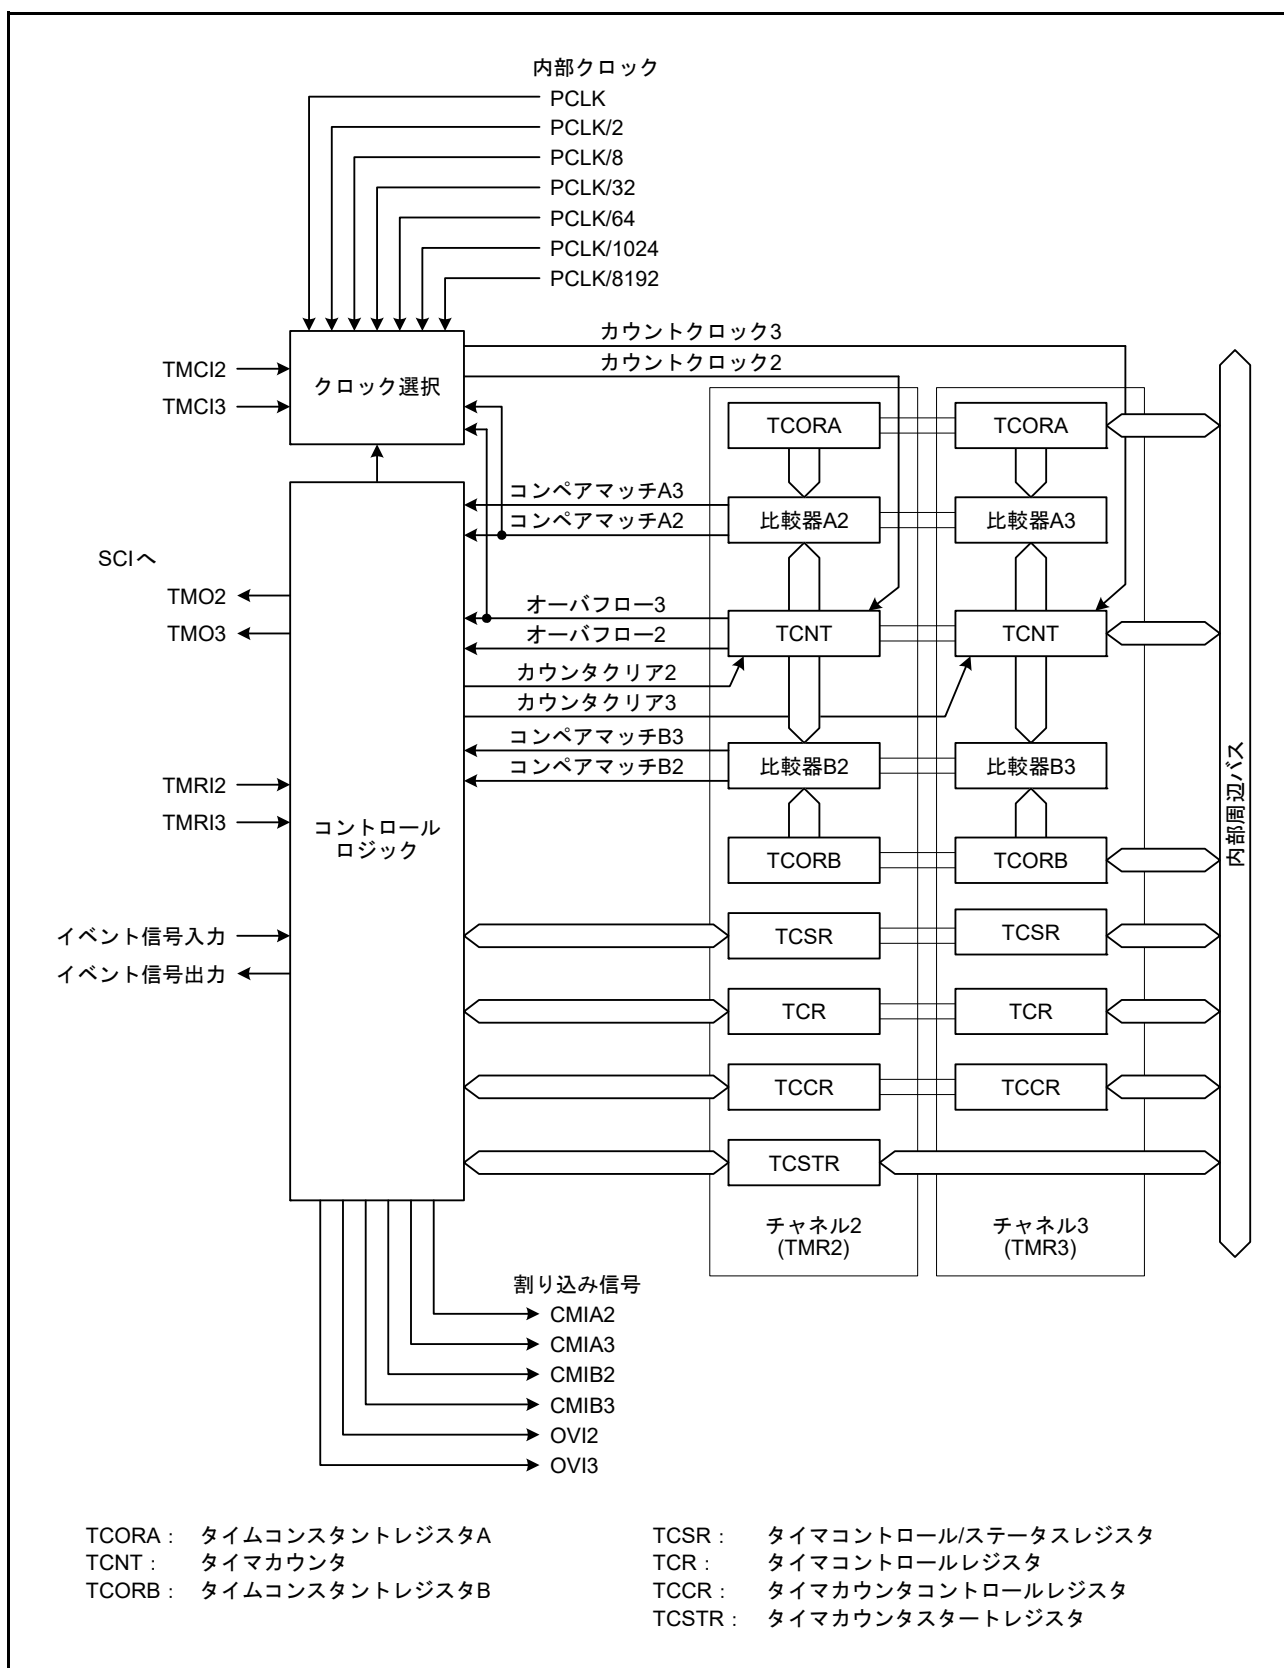 内部クロック
PCLK
PCLK/2
PCLK/8
PCLK/32
PCLK/64
PCLK/1024
PCLK/8192
カウントクロック3
カウントクロック2
TMCI2
TMCI3
クロック選択
TCORA
TCORA
コンペアマッチA3
コンペアマッチA2
比較器A2
比較器A3
SCIへ
TMO2
TMO3
オーバフロー3
オーバフロー2
TCNT
TCNT
カウンタクリア2
カウンタクリア3
コンペアマッチB3
コンペアマッチB2
比較器B2
比較器B3
内部周辺バス
TMRI2
TMRI3
コントロール
ロジック
TCORB
TCORB
イベント信号入力
イベント信号出力
TCSR
TCSR
TCR
TCR
TCCR
TCCR
TCSTR
チャネル2
(TMR2)
チャネル3
(TMR3)
割り込み信号
CMIA2
CMIA3
CMIB2
CMIB3
OVI2
OVI3
TCORA : タイムコンスタントレジスタA
TCNT : タイマカウンタ
TCORB : タイムコンスタントレジスタB
TCSR : タイマコントロール/ステータスレジスタ
TCR : タイマコントロールレジスタ
TCCR : タイマカウンタコントロールレジスタ
TCSTR : タイマカウンタスタートレジスタ